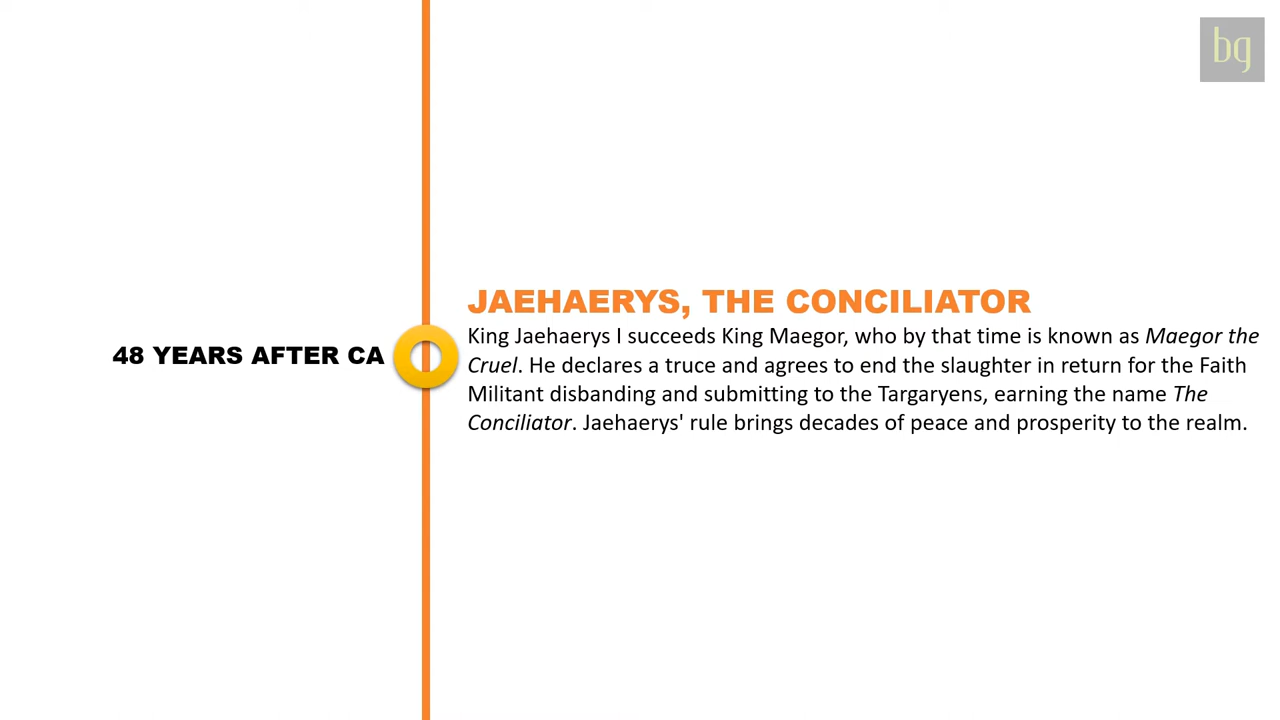 bg
JAEHAERYS, THE CONCILIATOR
King Jaehaerys I succeeds King Maegor, who by that time is known as Maegor the
48 YEARS AFTER CA
Cruel. He declares a truce and agrees to end the slaughter in return for the Faith
Militant disbanding and submitting to the Targaryens, earning the name The
Conciliator. Jaehaerys' rule brings decades of peace and prosperity to the realm.